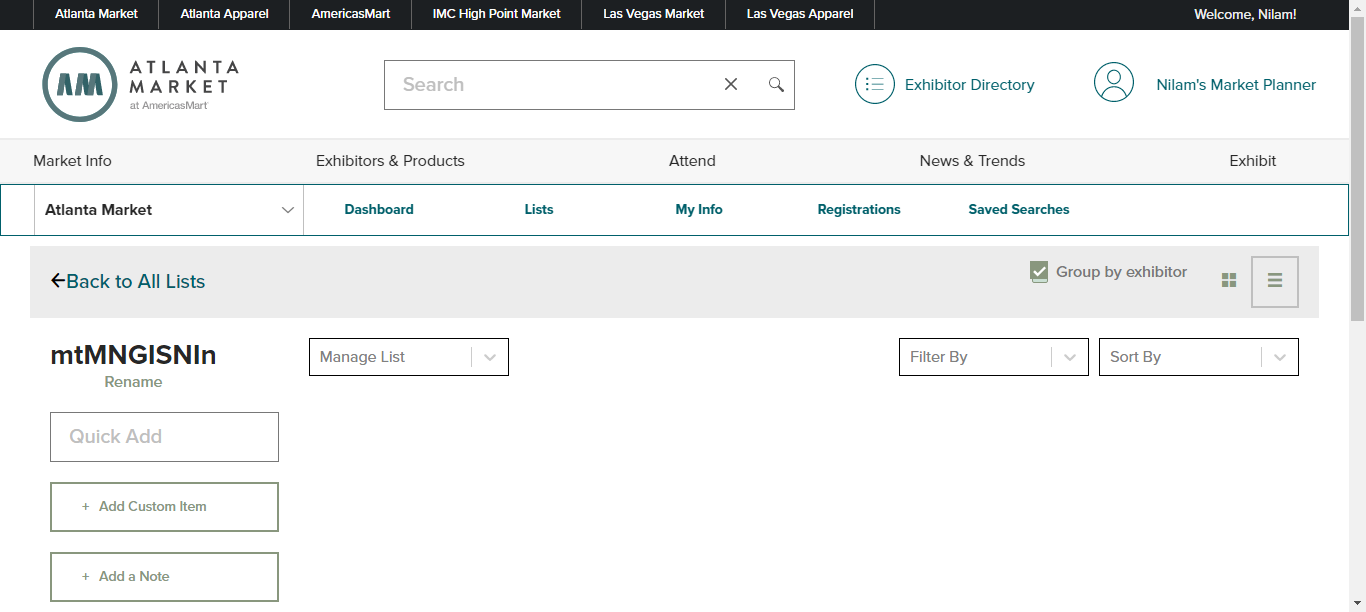 Atlanta Market Atlanta Apparel AmericasMart IMC High Point Market Las Vegas Market Las Vegas Apparel Welcome, Nilam!
AM ATLANTA MARKET at AmericasMart
Search Exhibitor Directory Nilam's Market Planner
Market Info Exhibitors & Products Attend News & Trends Exhibit
Atlanta Market Dashboard Lists My Info Registrations Saved Searches
Back to All Lists Group by exhibitor
mtMNGISNIn Manage List Filter By Sort By
Rename
Quick Add
+ Add Custom Item
+ Add a Note